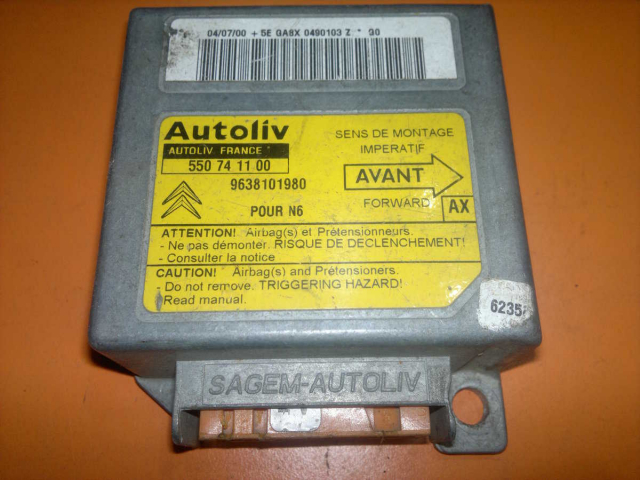 04/07/00 + 5E GA8X 0490103 Z * G0
Autoliv
AUTOLIV FRANCE
550 74 11 00
9638101980
POUR N6
SENS DE MONTAGE
IMPERATIF
AVANT
FORWARD
AX
ATTENTION! Airbag(s) et Prétensionneurs.
- Ne pas démonter. RISQUE DE DECLENCHEMENT!
- Consulter la notice
CAUTION! Airbag(s) and Prétensioners.
- Do not remove. TRIGGERING HAZARD!
Read manual.
6235
SAGEM-AUTOLIV